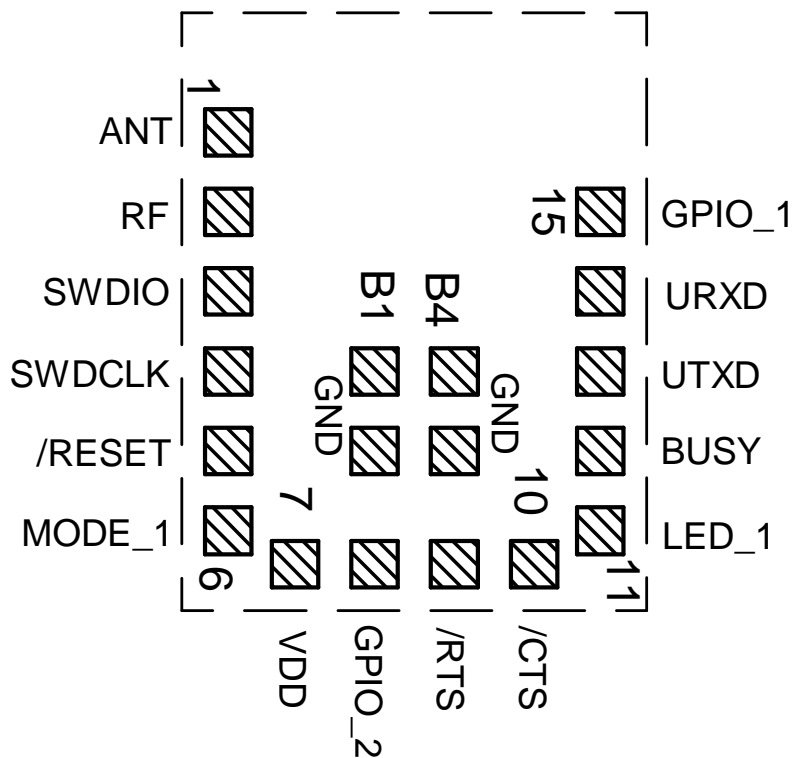 1
ANT
RF
15
GPIO_1
SWDIO
B1
B4
URXD
SWDCLK
GND
GND
UTXD
/RESET
BUSY
7
10
MODE_1
LED_1
6
11
VDD
GPIO_2
/RTS
/CTS